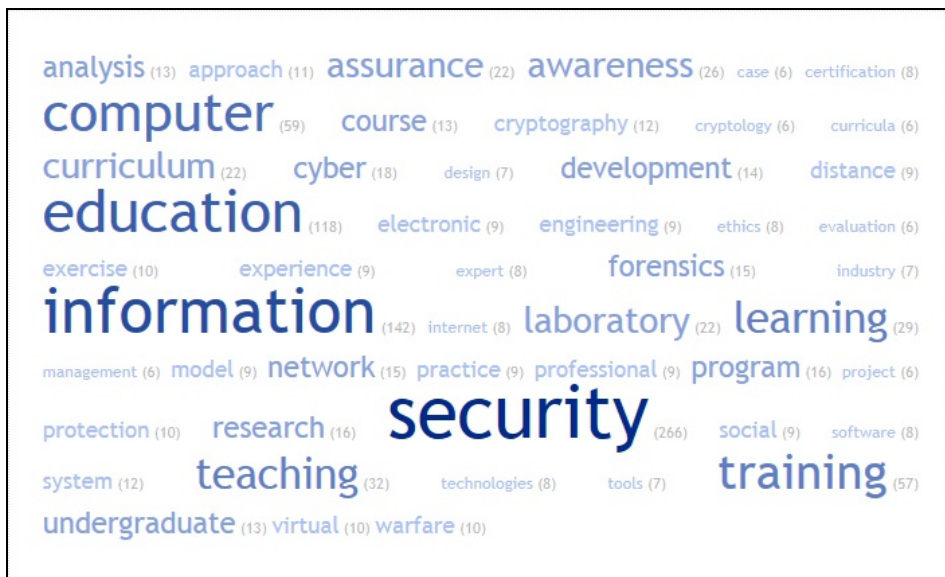 analysis (13) approach (11) assurance (22) awareness (26) case (6) certification (8)
computer (59) course (13) cryptography (12) cryptology (6) curricula (6)
curriculum (22) cyber (18) design (7) development (14) distance (9)
education (118) electronic (9) engineering (9) ethics (8) evaluation (6)
exercise (10) experience (9) expert (8) forensics (15) industry (7)
information (142) internet (8) laboratory (22) learning (29)
management (6) model (9) network (15) practice (9) professional (9) program (16) project (6)
protection (10) research (16) security (266) social (9) software (8)
system (12) teaching (32) technologies (8) tools (7) training (57)
undergraduate (13) virtual (10) warfare (10)